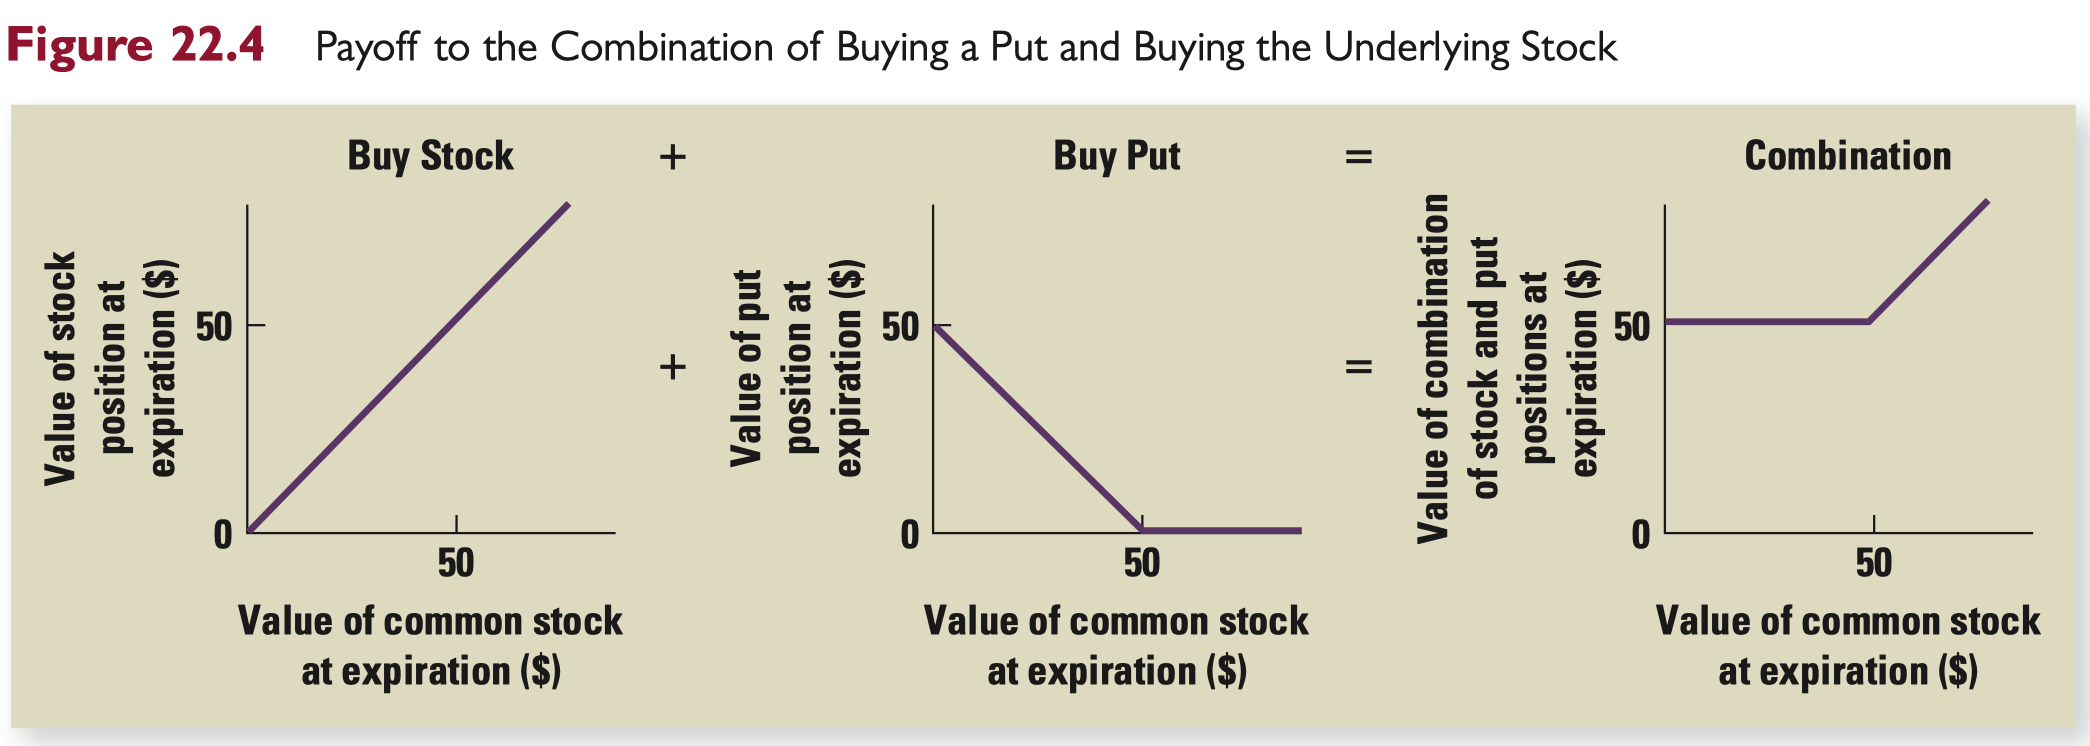 Figure 22.4 Payoff to the Combination of Buying a Put and Buying the Underlying Stock
Buy Stock + Buy Put = Combination
Value of stock
position at
expiration ($)
50
0
50
Value of common stock
at expiration ($)
+
Value of put
position at
expiration ($)
50
0
50
Value of common stock
at expiration ($)
=
Value of combination
of stock and put
positions at
expiration ($)
50
0
50
Value of common stock
at expiration ($)